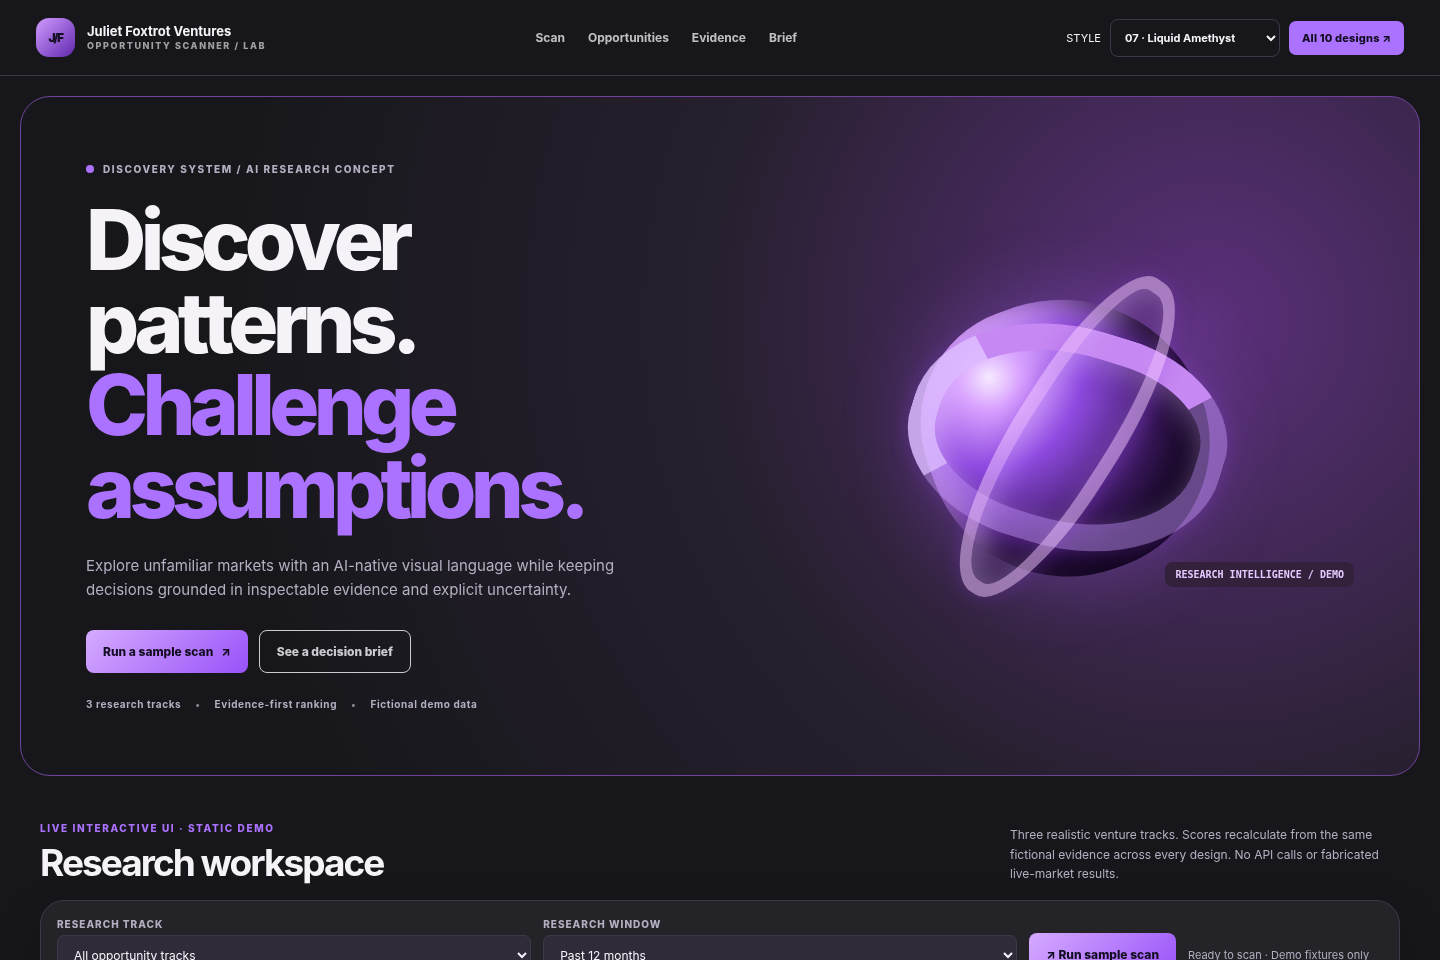 J/F
Juliet Foxtrot Ventures
OPPORTUNITY SCANNER / LAB
Scan
Opportunities
Evidence
Brief
STYLE
07 · Liquid Amethyst
All 10 designs ↗
DISCOVERY SYSTEM / AI RESEARCH CONCEPT
Discover
patterns.
Challenge
assumptions.
Explore unfamiliar markets with an AI-native visual language while keeping
decisions grounded in inspectable evidence and explicit uncertainty.
Run a sample scan ↗
See a decision brief
3 research tracks • Evidence-first ranking • Fictional demo data
RESEARCH INTELLIGENCE / DEMO
LIVE INTERACTIVE UI · STATIC DEMO
Research workspace
Three realistic venture tracks. Scores recalculate from the same
fictional evidence across every design. No API calls or fabricated
live-market results.
RESEARCH TRACK
All opportunity tracks
RESEARCH WINDOW
Past 12 months
↗ Run sample scan
Ready to scan · Demo fixtures only